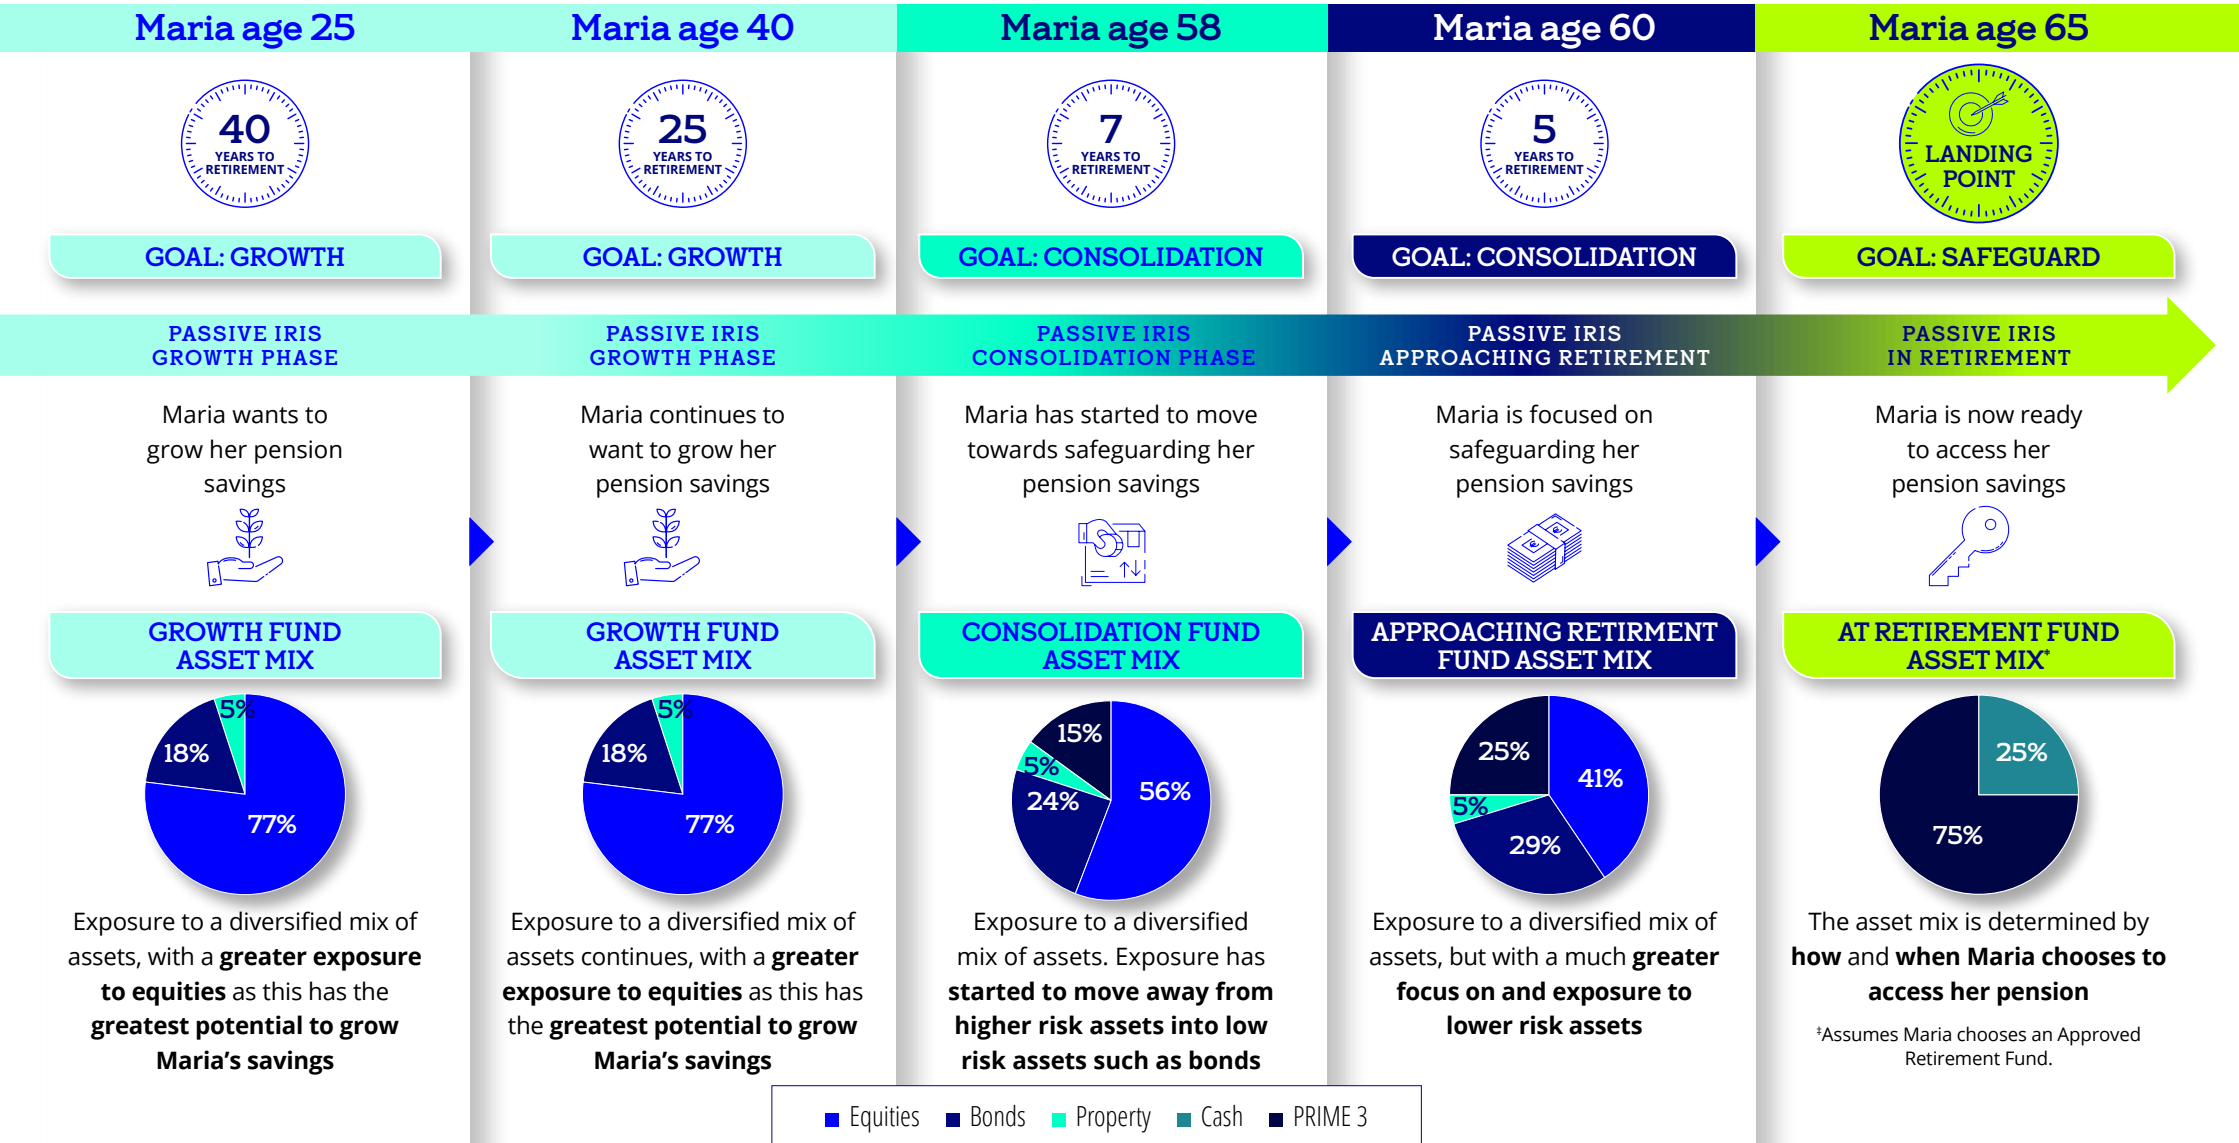 Maria age 25
40
YEARS TO
RETIREMENT
GOAL: GROWTH
PASSIVE IRIS
GROWTH PHASE
Maria wants to
grow her pension
savings
GROWTH FUND
ASSET MIX
5%
18%
77%
Exposure to a diversified mix of
assets, with a greater exposure
to equities as this has the
greatest potential to grow
Maria’s savings
Maria age 40
25
YEARS TO
RETIREMENT
GOAL: GROWTH
PASSIVE IRIS
GROWTH PHASE
Maria continues to
want to grow her
pension savings
GROWTH FUND
ASSET MIX
5%
18%
77%
Exposure to a diversified mix of
assets continues, with a greater
exposure to equities as this has
the greatest potential to grow
Maria’s savings
Maria age 58
7
YEARS TO
RETIREMENT
GOAL: CONSOLIDATION
PASSIVE IRIS
CONSOLIDATION PHASE
Maria has started to move
towards safeguarding her
pension savings
CONSOLIDATION FUND
ASSET MIX
15%
5%
24%
56%
Exposure to a diversified
mix of assets. Exposure has
started to move away from
higher risk assets into low
risk assets such as bonds
Maria age 60
5
YEARS TO
RETIREMENT
GOAL: CONSOLIDATION
PASSIVE IRIS
APPROACHING RETIREMENT
Maria is focused on
safeguarding her
pension savings
APPROACHING RETIRMENT
FUND ASSET MIX
25%
41%
5%
29%
Exposure to a diversified mix of
assets, but with a much greater
focus on and exposure to
lower risk assets
Maria age 65
LANDING
POINT
GOAL: SAFEGUARD
PASSIVE IRIS
IN RETIREMENT
Maria is now ready
to access her
pension savings
AT RETIREMENT FUND
ASSET MIX‡
25%
75%
The asset mix is determined by
how and when Maria chooses to
access her pension
‡Assumes Maria chooses an Approved
Retirement Fund.
Equities Bonds Property Cash PRIME 3